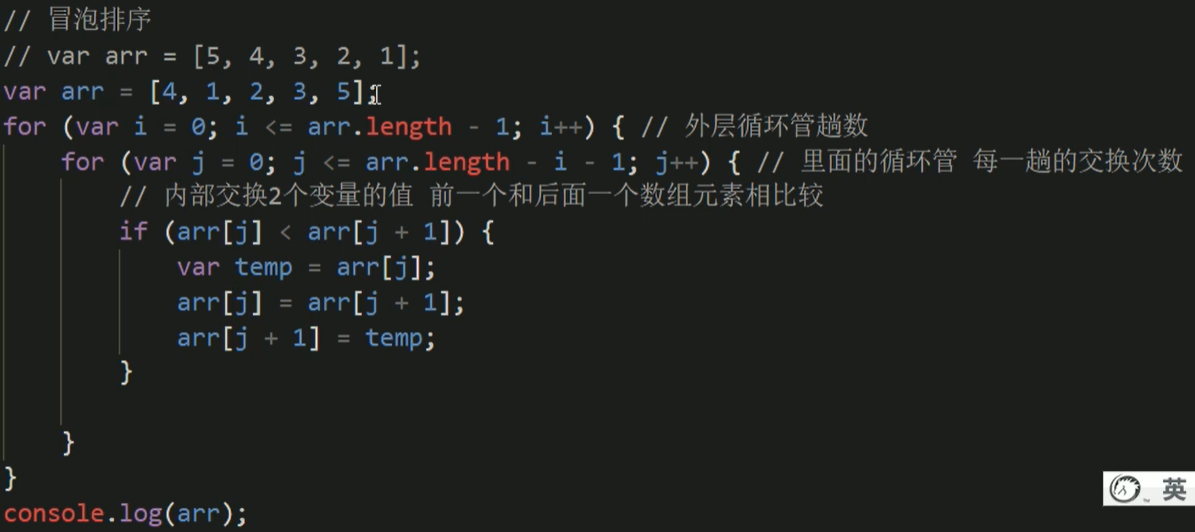 // 冒泡排序
// var arr = [5, 4, 3, 2, 1];
var arr = [4, 1, 2, 3, 5];
for (var i = 0; i <= arr.length - 1; i++) { // 外层循环管趟数
    for (var j = 0; j <= arr.length - i - 1; j++) { // 里面的循环管 每一趟的交换次数
        // 内部交换2个变量的值 前一个和后面一个数组元素相比较
        if (arr[j] < arr[j + 1]) {
            var temp = arr[j];
            arr[j] = arr[j + 1];
            arr[j + 1] = temp;
        }
    }
}
console.log(arr);
英